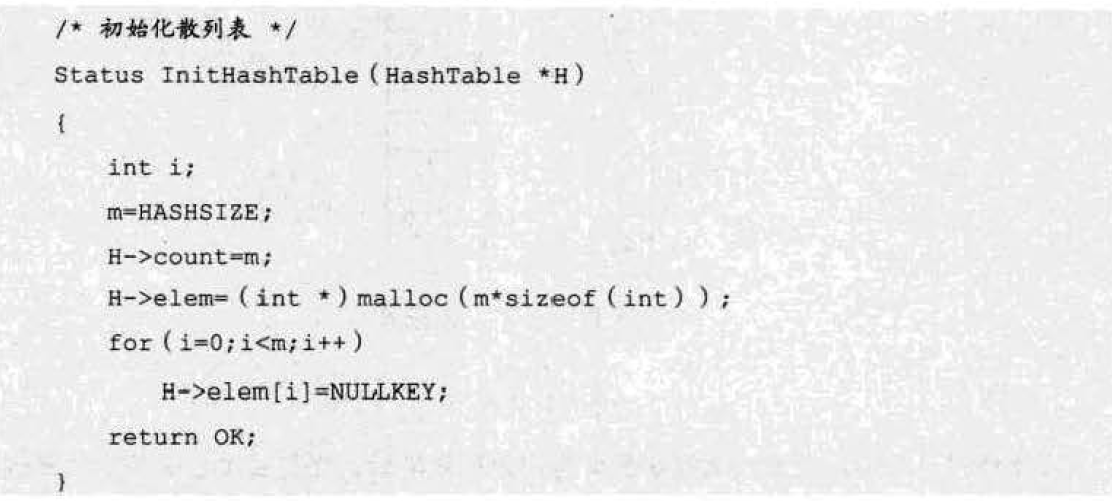 /* 初始化散列表 */
Status InitHashTable(HashTable *H)
{
int i;
m=HASHSIZE;
H->count=m;
H->elem=(int *)malloc(m*sizeof(int));
for(i=0;i<m;i++)
H->elem[i]=NULLKEY;
return OK;
}